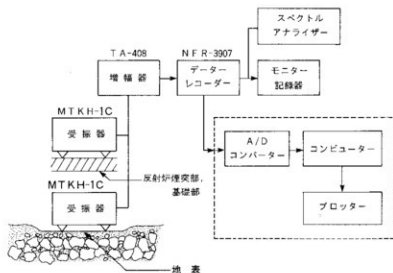 スペクトル
アナライザー
TA-408
NFR-3907
増幅器
データー
レコーダー
モニター
記録器
MTKH-1C
受振器
A/D
コンバーター
コンピューター
反射炉煙突部,
基礎部
MTKH-1C
受振器
プロッター
地表